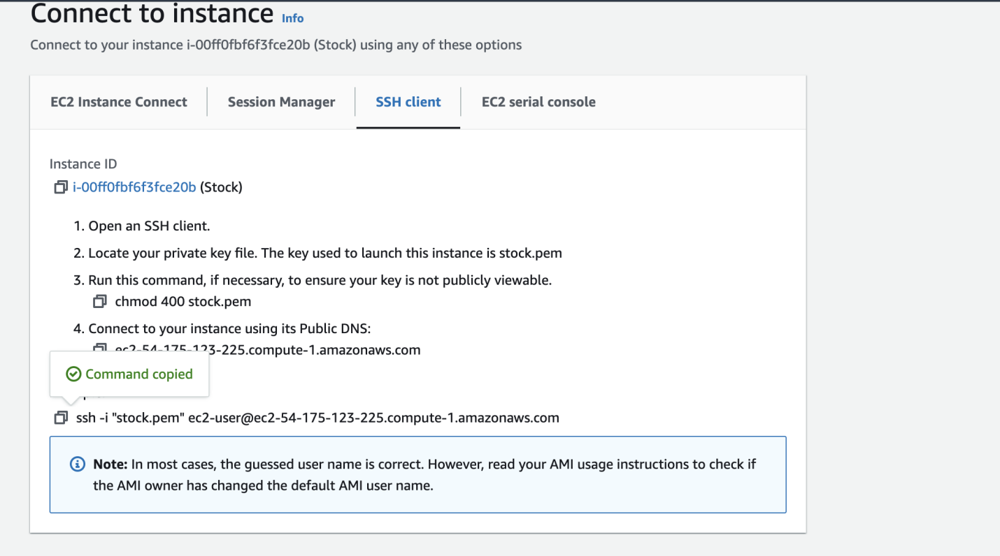 Connect to instance Info
Connect to your instance i-00ff0fbf6f3fce20b (Stock) using any of these options
EC2 Instance Connect Session Manager SSH client EC2 serial console
Instance ID
i-00ff0fbf6f3fce20b (Stock)
1. Open an SSH client.
2. Locate your private key file. The key used to launch this instance is stock.pem
3. Run this command, if necessary, to ensure your key is not publicly viewable.
chmod 400 stock.pem
4. Connect to your instance using its Public DNS:
ec2-54-175-123-225.compute-1.amazonaws.com
Command copied
ssh -i "stock.pem" ec2-user@ec2-54-175-123-225.compute-1.amazonaws.com
Note: In most cases, the guessed user name is correct. However, read your AMI usage instructions to check if
the AMI owner has changed the default AMI user name.